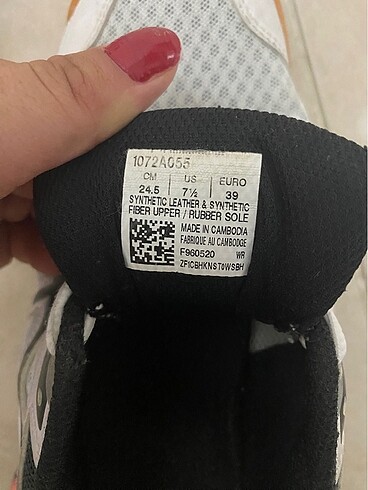 1072A055
CM US EURO
24.5 7½ 39
SYNTHETIC LEATHER & SYNTHETIC
FIBER UPPER / RUBBER SOLE
MADE IN CAMBODIA
FABRIQUE AU CAMBODGE
F960520 WR
ZF1CBHKNST0WSBH